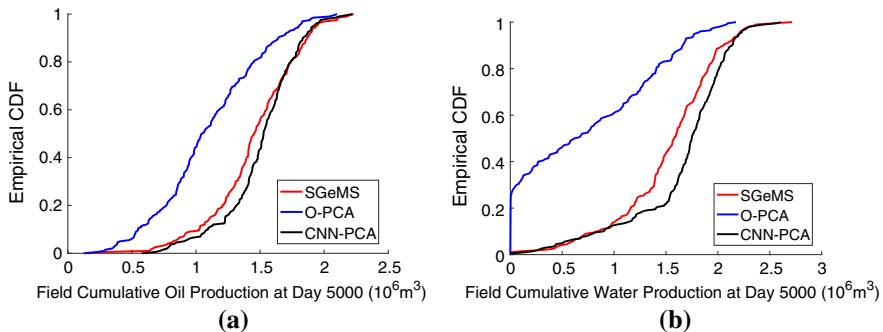 Empirical CDF
1
0.8
0.6
0.4
0.2
0
0 0.5 1 1.5 2 2.5
SGeMS
O-PCA
CNN-PCA
Field Cumulative Oil Production at Day 5000 (10⁶m³)
(a)
Empirical CDF
1
0.8
0.6
0.4
0.2
0
0 0.5 1 1.5 2 2.5 3
SGeMS
O-PCA
CNN-PCA
Field Cumulative Water Production at Day 5000 (10⁶m³)
(b)